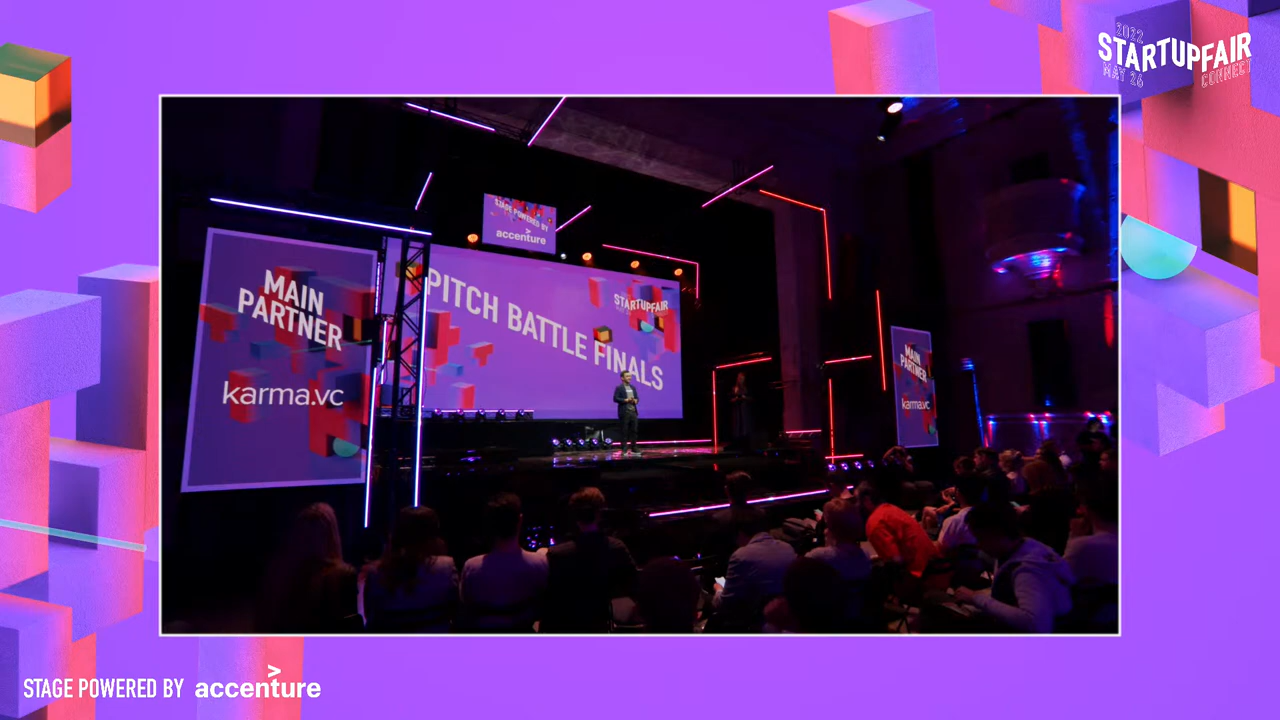 2022
STARTUPFAIR
MAY 26
CONNECT
STAGE POWERED BY
accenture
MAIN
PARTNER
karma.vc
PITCH BATTLE FINALS
STARTUPFAIR
MAIN
PARTNER
karma.vc
STAGE POWERED BY accenture